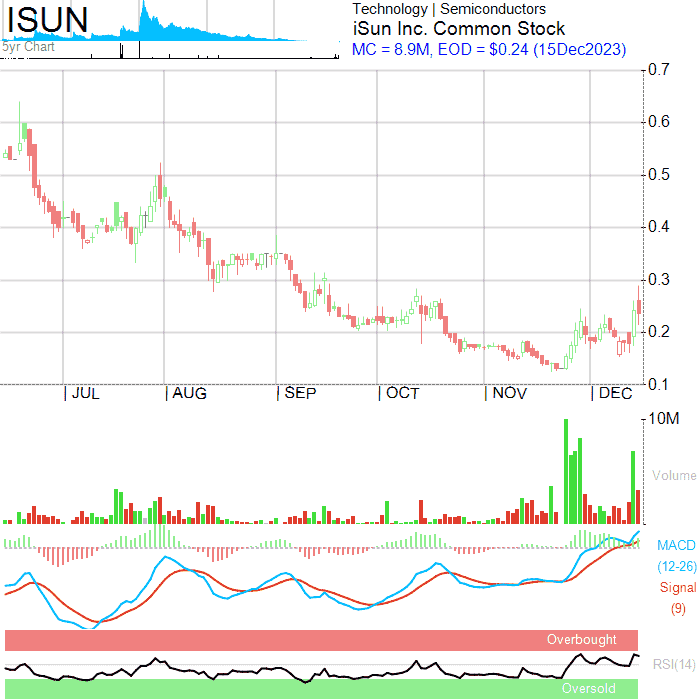 ISUN
5yr Chart
Technology | Semiconductors
iSun Inc. Common Stock
MC = 8.9M, EOD = $0.24 (15Dec2023)
0.7
0.6
0.5
0.4
0.3
0.2
0.1
| JUL | AUG | SEP | OCT | NOV | DEC
10M
Volume
MACD
(12-26)
Signal
(9)
Overbought
RSI(14)
Oversold